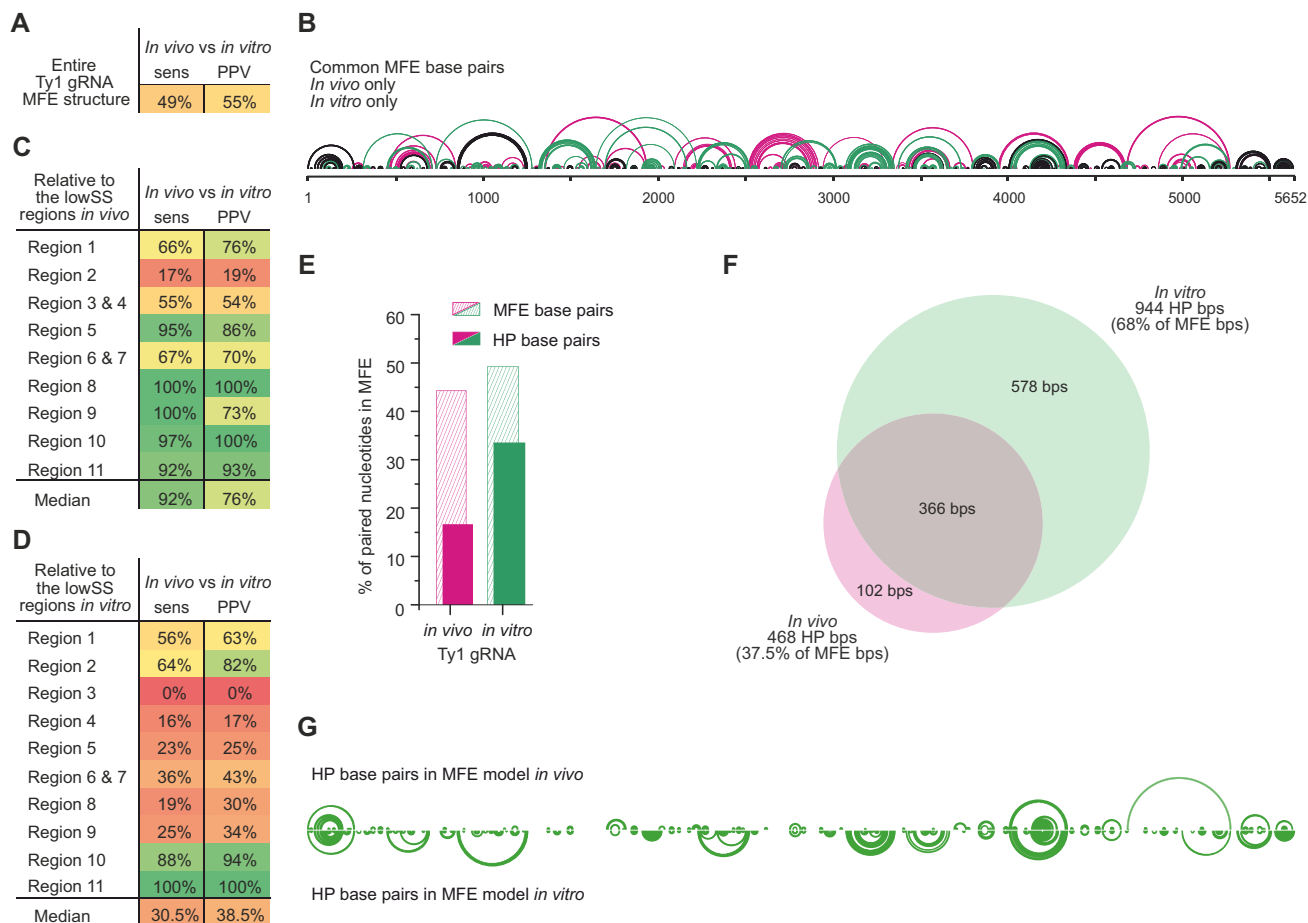 A
In vivo vs in vitro
Entire
Ty1 gRNA
MFE structure
sens PPV
49% 55%
B
Common MFE base pairs
In vivo only
In vitro only
1 1000 2000 3000 4000 5000 5652
C
Relative to
the lowSS
regions in vivo
In vivo vs in vitro
sens PPV
Region 1 66% 76%
Region 2 17% 19%
Region 3 & 4 55% 54%
Region 5 95% 86%
Region 6 & 7 67% 70%
Region 8 100% 100%
Region 9 100% 73%
Region 10 97% 100%
Region 11 92% 93%
Median 92% 76%
D
Relative to
the lowSS
regions in vitro
In vivo vs in vitro
sens PPV
Region 1 56% 63%
Region 2 64% 82%
Region 3 0% 0%
Region 4 16% 17%
Region 5 23% 25%
Region 6 & 7 36% 43%
Region 8 19% 30%
Region 9 25% 34%
Region 10 88% 94%
Region 11 100% 100%
Median 30.5% 38.5%
E
MFE base pairs
HP base pairs
% of paired nucleotides in MFE
60
50
40
30
20
10
0
in vivo in vitro
Ty1 gRNA
F
In vitro
944 HP bps
(68% of MFE bps)
578 bps
366 bps
102 bps
In vivo
468 HP bps
(37.5% of MFE bps)
G
HP base pairs in MFE model in vivo
HP base pairs in MFE model in vitro